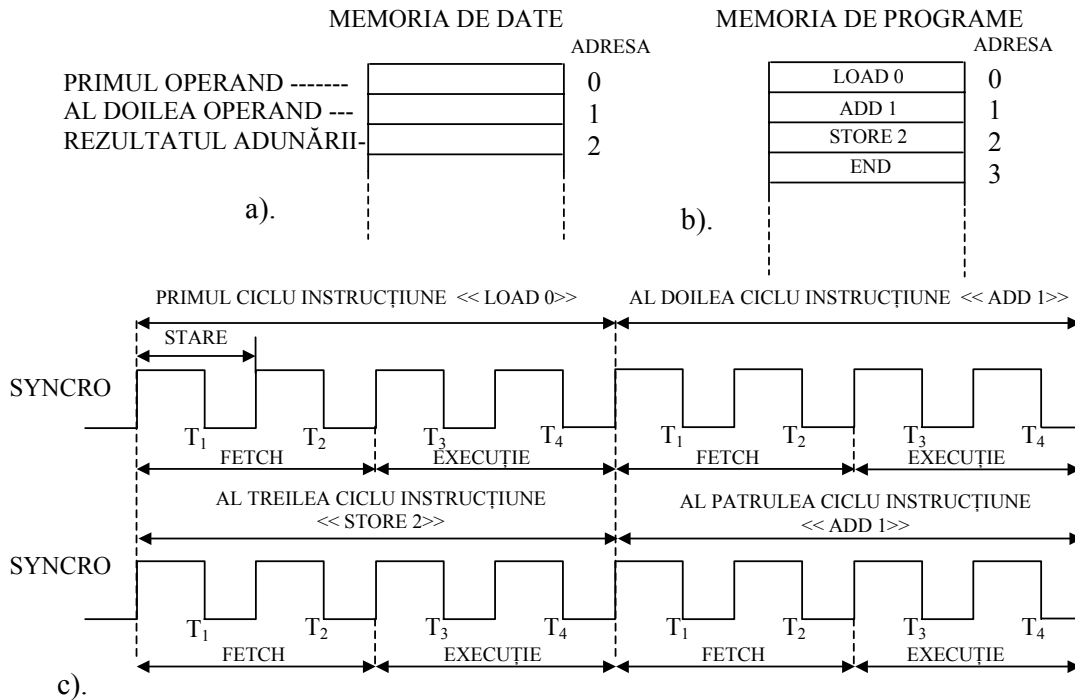 MEMORIA DE DATE
MEMORIA DE PROGRAME
ADRESA
ADRESA
PRIMUL OPERAND -------
0
LOAD 0
0
AL DOILEA OPERAND ---
1
ADD 1
1
REZULTATUL ADUNĂRII-
2
STORE 2
2
END
3
a).
b).
PRIMUL CICLU INSTRUCȚIUNE << LOAD 0>>
AL DOILEA CICLU INSTRUCȚIUNE << ADD 1>>
STARE
SYNCRO
T1
T2
T3
T4
T1
T2
T3
T4
FETCH
EXECUȚIE
FETCH
EXECUȚIE
AL TREILEA CICLU INSTRUCȚIUNE
<< STORE 2>>
AL PATRULEA CICLU INSTRUCȚIUNE
<< ADD 1>>
SYNCRO
T1
T2
T3
T4
T1
T2
T3
T4
FETCH
EXECUȚIE
FETCH
EXECUȚIE
c).